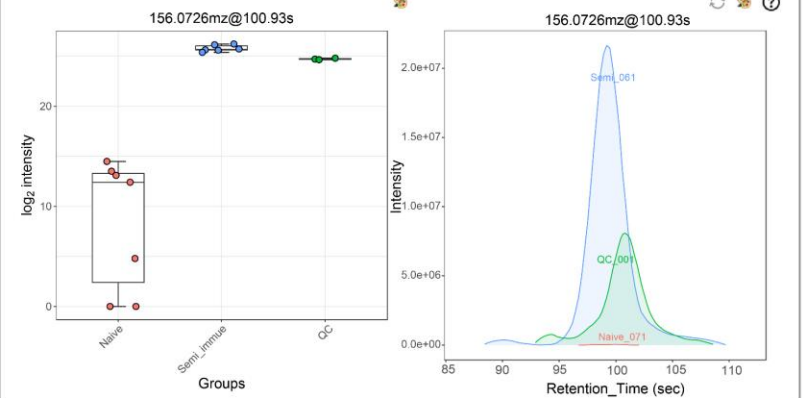 156.0726mz@100.93s
20
10
0
log2 intensity
Naive
Semi_immue
QC
Groups
156.0726mz@100.93s
2.0e+07
1.5e+07
1.0e+07
5.0e+06
0.0e+00
Intensity
Semi_061
QC_001
Naive_071
85 90 95 100 105 110
Retention_Time (sec)